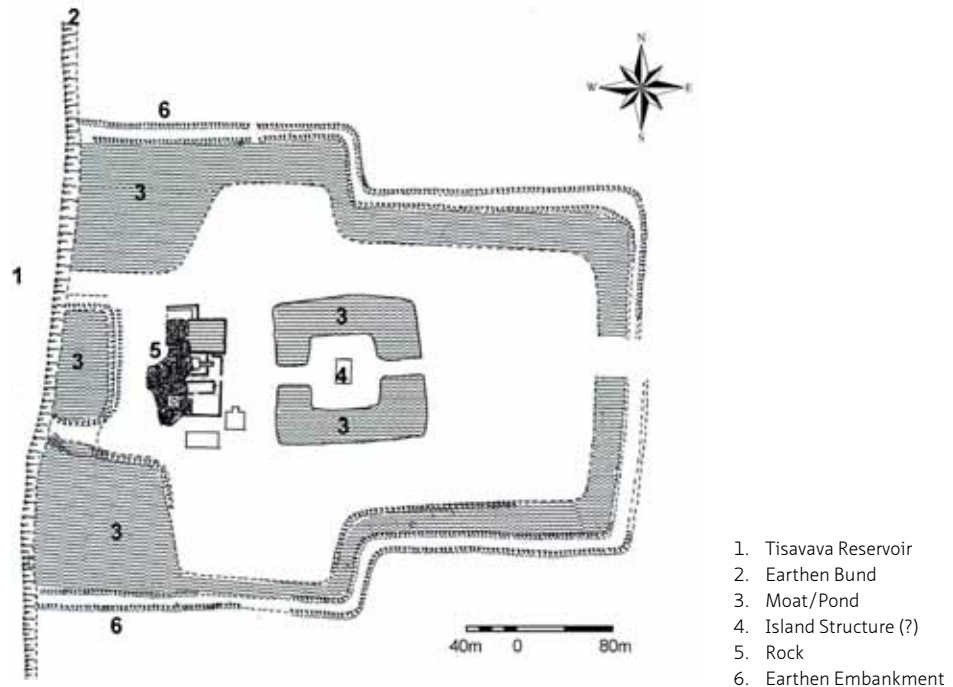 2
6
N
W E
S
3
1
3
5
3
4
3
3
6
40m 0 80m
1. Tisavava Reservoir
2. Earthen Bund
3. Moat/Pond
4. Island Structure (?)
5. Rock
6. Earthen Embankment